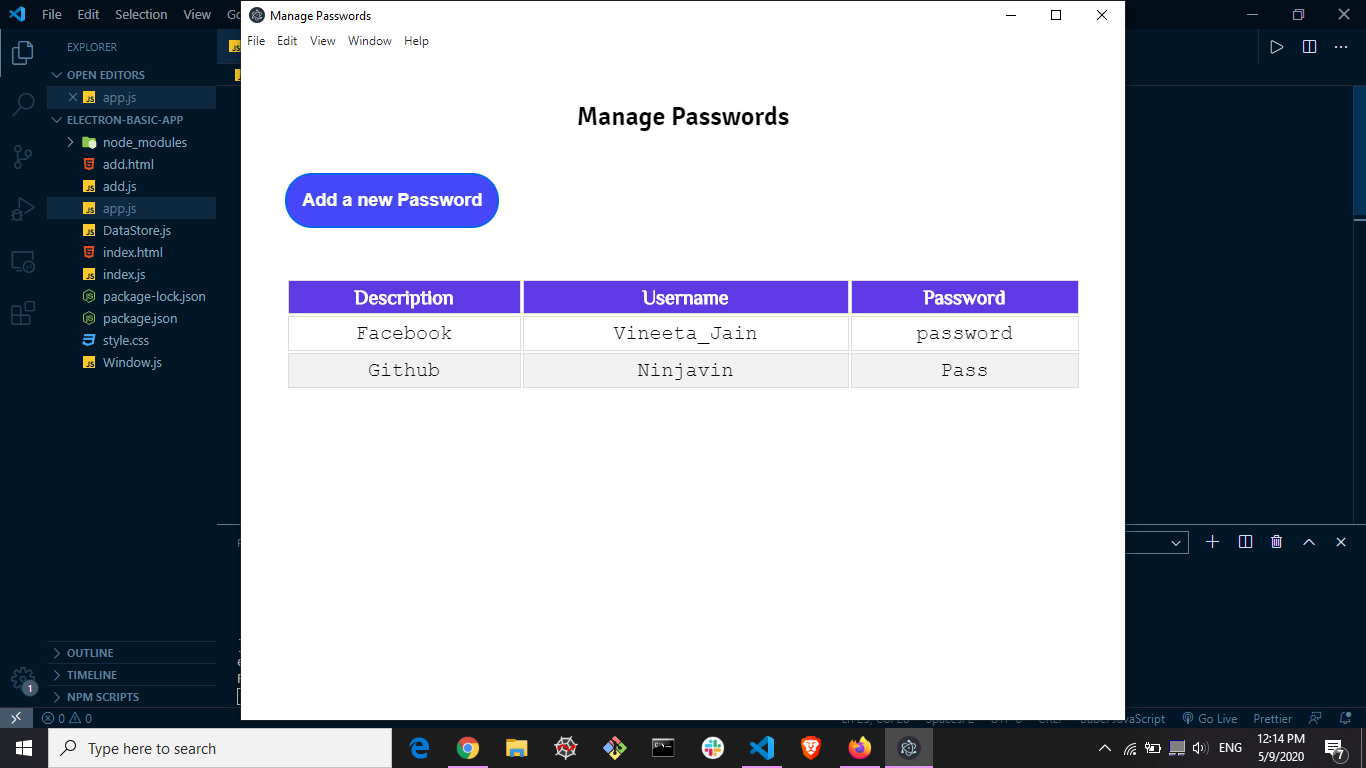 File Edit Selection View Go
Manage Passwords
File Edit View Window Help
EXPLORER
OPEN EDITORS
app.js
ELECTRON-BASIC-APP
node_modules
add.html
add.js
app.js
DataStore.js
index.html
index.js
package-lock.json
package.json
style.css
Window.js
OUTLINE
TIMELINE
NPM SCRIPTS
Manage Passwords
Add a new Password
Description Username Password
Facebook Vineeta_Jain password
Github Ninjavin Pass
1
0 0
JavaScript Go Live Prettier
Type here to search
ENG
12:14 PM
5/9/2020
7